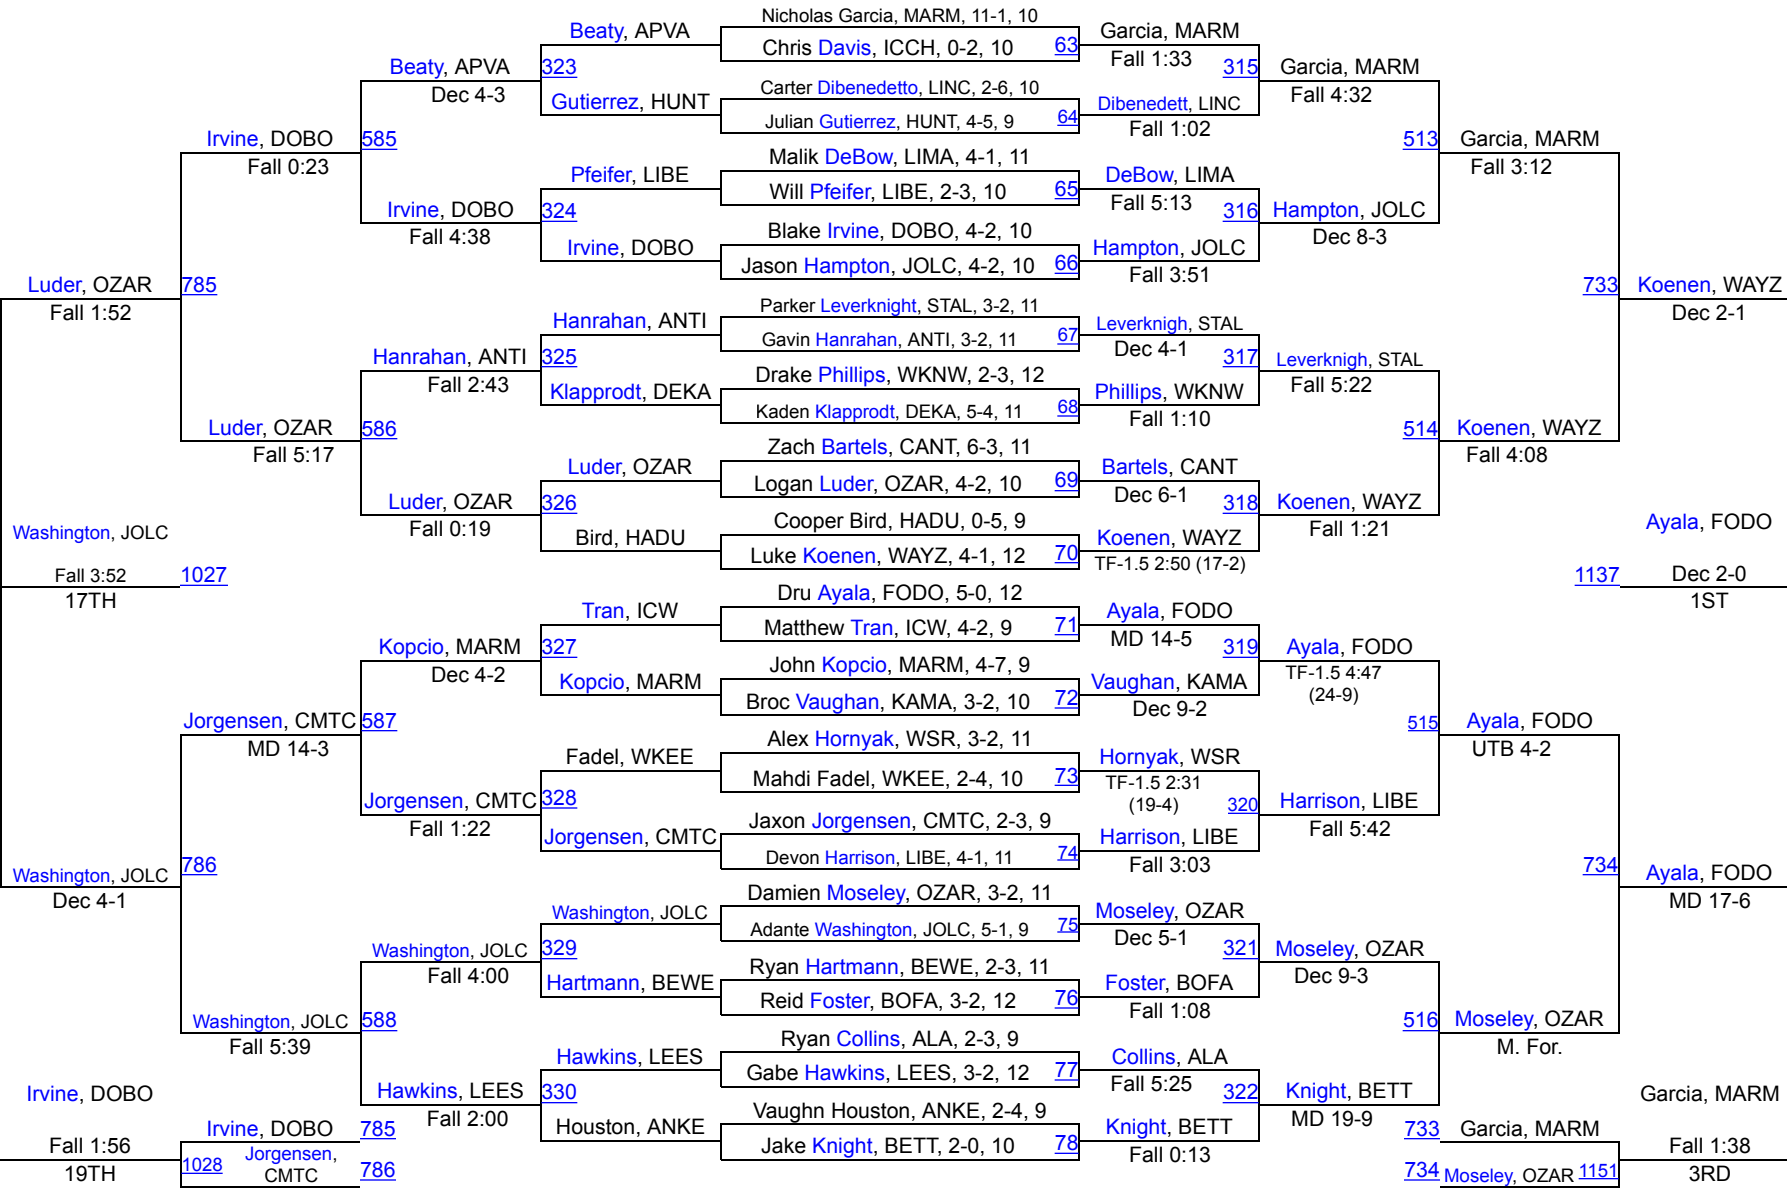 Nicholas Garcia, MARM, 11-1, 10
Beaty, APVA
Garcia, MARM
Chris Davis, ICCH, 0-2, 10 63
Fall 1:33
Beaty, APVA 323
315 Garcia, MARM
Dec 4-3
Carter Dibenedetto, LINC, 2-6, 10
Fall 4:32
Gutierrez, HUNT
Dibenedett, LINC
Julian Gutierrez, HUNT, 4-5, 9 64
Fall 1:02
Irvine, DOBO 585
513 Garcia, MARM
Fall 0:23
Malik DeBow, LIMA, 4-1, 11
Fall 3:12
Pfeifer, LIBE
DeBow, LIMA
Will Pfeifer, LIBE, 2-3, 10 65
Fall 5:13
Irvine, DOBO 324
316 Hampton, JOLC
Fall 4:38
Blake Irvine, DOBO, 4-2, 10
Dec 8-3
Irvine, DOBO
Hampton, JOLC
Jason Hampton, JOLC, 4-2, 10 66
Fall 3:51
Luder, OZAR 785
733 Koenen, WAYZ
Fall 1:52
Parker Leverknight, STAL, 3-2, 11
Dec 2-1
Hanrahan, ANTI
Leverknigh, STAL
Gavin Hanrahan, ANTI, 3-2, 11 67
Dec 4-1
Hanrahan, ANTI 325
317 Leverknigh, STAL
Fall 2:43
Drake Phillips, WKNW, 2-3, 12
Fall 5:22
Klapprodt, DEKA
Phillips, WKNW
Kaden Klapprodt, DEKA, 5-4, 11 68
Fall 1:10
Luder, OZAR 586
514 Koenen, WAYZ
Fall 5:17
Zach Bartels, CANT, 6-3, 11
Fall 4:08
Luder, OZAR
Bartels, CANT
Logan Luder, OZAR, 4-2, 10 69
Dec 6-1
Luder, OZAR 326
318 Koenen, WAYZ
Fall 0:19
Cooper Bird, HADU, 0-5, 9
Fall 1:21
Washington, JOLC
Ayala, FODO
Bird, HADU
Koenen, WAYZ
Luke Koenen, WAYZ, 4-1, 12 70
TF-1.5 2:50 (17-2)
Fall 3:52 1027
1137 Dec 2-0
17TH
1ST
Dru Ayala, FODO, 5-0, 12
Tran, ICW
Ayala, FODO
Matthew Tran, ICW, 4-2, 9 71
MD 14-5
Kopcio, MARM 327
319 Ayala, FODO
Dec 4-2
John Kopcio, MARM, 4-7, 9
TF-1.5 4:47
(24-9)
Kopcio, MARM
Vaughan, KAMA
Broc Vaughan, KAMA, 3-2, 10 72
Dec 9-2
Jorgensen, CMTC 587
515 Ayala, FODO
MD 14-3
Alex Hornyak, WSR, 3-2, 11
UTB 4-2
Fadel, WKEE
Hornyak, WSR
Mahdi Fadel, WKEE, 2-4, 10 73
TF-1.5 2:31
(19-4)
Jorgensen, CMTC 328
320 Harrison, LIBE
Fall 1:22
Jaxon Jorgensen, CMTC, 2-3, 9
Fall 5:42
Jorgensen, CMTC
Harrison, LIBE
Devon Harrison, LIBE, 4-1, 11 74
Fall 3:03
Washington, JOLC 786
734 Ayala, FODO
Dec 4-1
Damien Moseley, OZAR, 3-2, 11
MD 17-6
Washington, JOLC
Moseley, OZAR
Adante Washington, JOLC, 5-1, 9 75
Dec 5-1
Washington, JOLC 329
321 Moseley, OZAR
Fall 4:00
Ryan Hartmann, BEWE, 2-3, 11
Dec 9-3
Hartmann, BEWE
Foster, BOFA
Reid Foster, BOFA, 3-2, 12 76
Fall 1:08
Washington, JOLC 588
516 Moseley, OZAR
Fall 5:39
Ryan Collins, ALA, 2-3, 9
M. For.
Hawkins, LEES
Collins, ALA
Gabe Hawkins, LEES, 3-2, 12 77
Fall 5:25
Irvine, DOBO
Hawkins, LEES 330
322 Knight, BETT
Garcia, MARM
Fall 2:00
Vaughn Houston, ANKE, 2-4, 9
MD 19-9
Irvine, DOBO 785
Houston, ANKE
Knight, BETT
733 Garcia, MARM
Fall 1:56
Jake Knight, BETT, 2-0, 10 78
Fall 0:13
Fall 1:38
1028 Jorgensen,
CMTC 786
734 Moseley, OZAR 1151
19TH
3RD